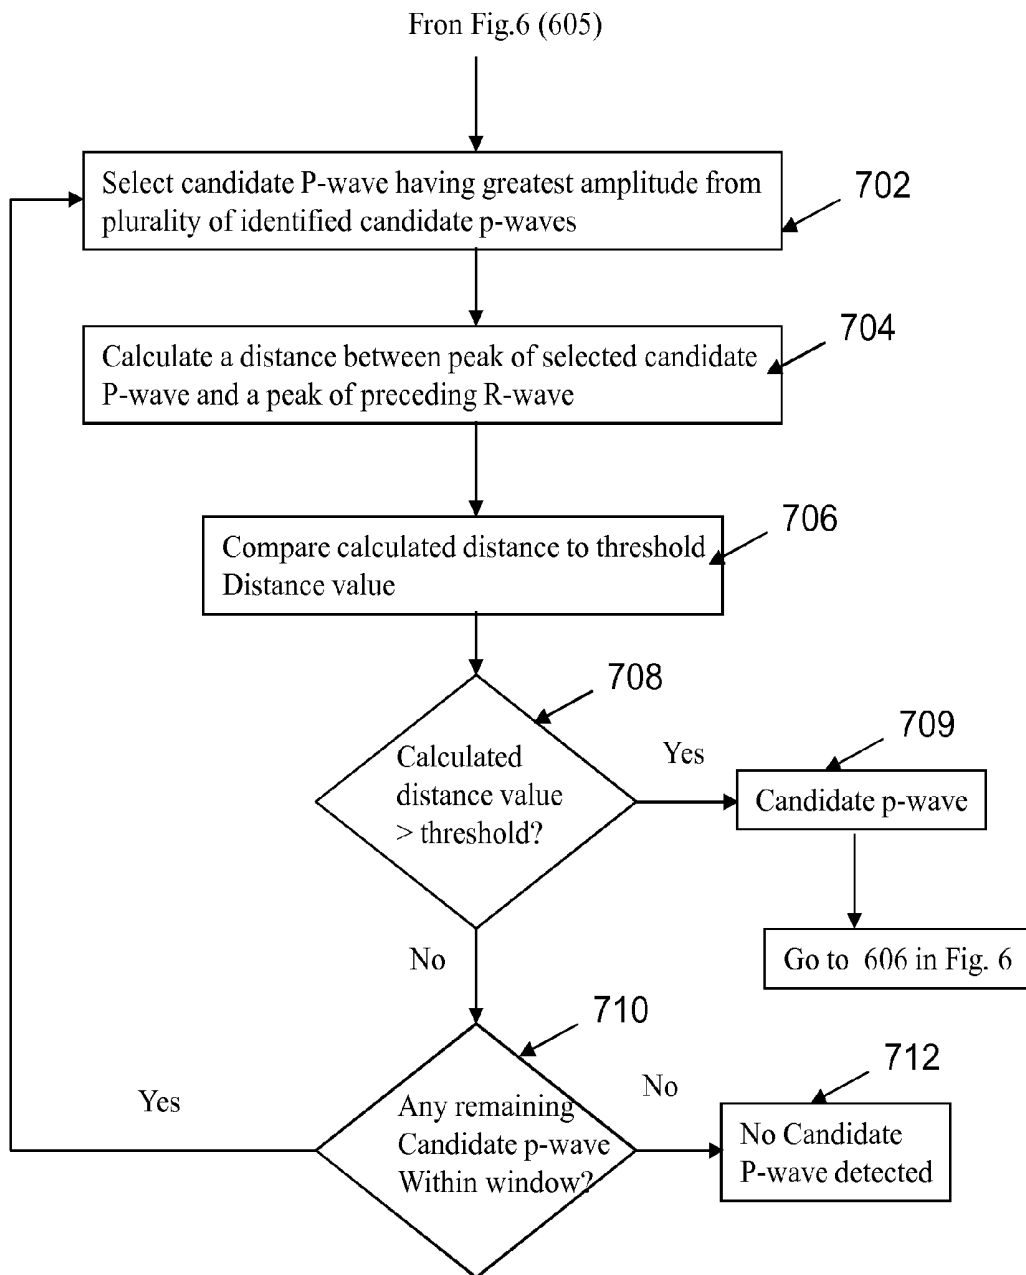 Fron Fig.6 (605)
Select candidate P-wave having greatest amplitude from
plurality of identified candidate p-waves
702
Calculate a distance between peak of selected candidate
P-wave and a peak of preceding R-wave
704
Compare calculated distance to threshold
Distance value
706
708
Calculated
distance value
> threshold?
Yes
709
Candidate p-wave
No
Go to 606 in Fig. 6
710
Yes
Any remaining
Candidate p-wave
Within window?
No
712
No Candidate
P-wave detected